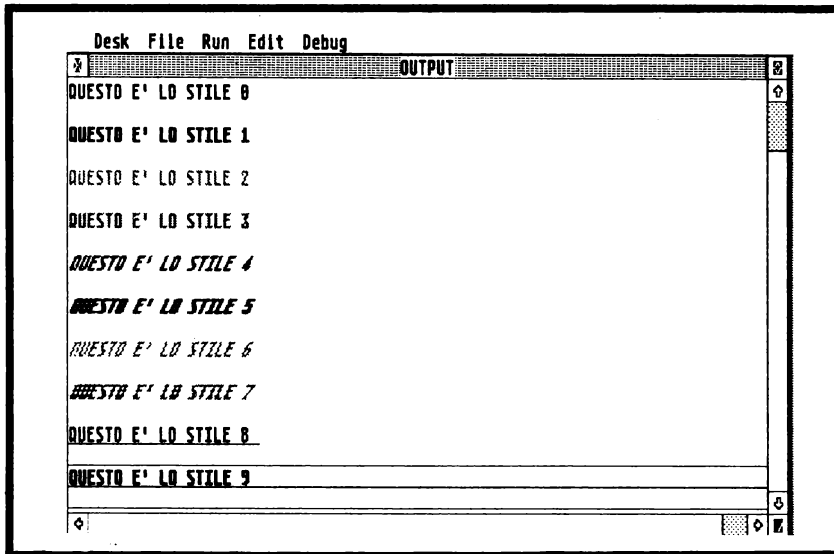 Desk File Run Edit Debug
OUTPUT
QUESTO E' LO STILE 0
QUESTO E' LO STILE 1
QUESTO E' LO STILE 2
QUESTO E' LO STILE 3
QUESTO E' LO STILE 4
QUESTO E' LO STILE 5
QUESTO E' LO STILE 6
QUESTO E' LO STILE 7
QUESTO E' LO STILE 8
QUESTO E' LO STILE 9